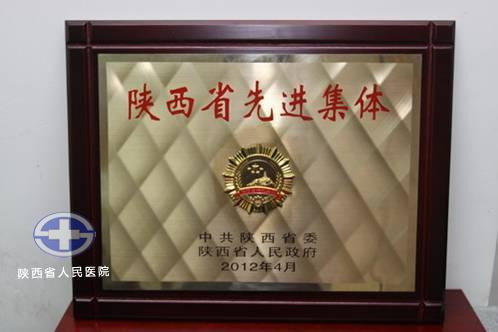 陕西省先进集体
中共陕西省委
陕西省人民政府
2012年4月
陕西省人民医院